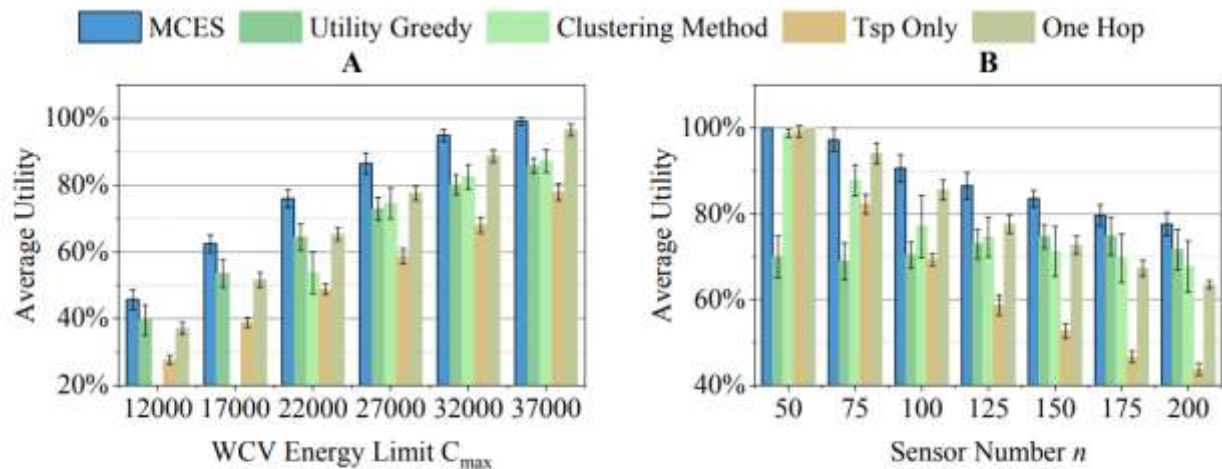 MCES Utility Greedy Clustering Method Tsp Only One Hop
A
100%
80%
60%
40%
20%
Average Utility
12000 17000 22000 27000 32000 37000
WCV Energy Limit Cmax
B
100%
80%
60%
40%
Average Utility
50 75 100 125 150 175 200
Sensor Number n